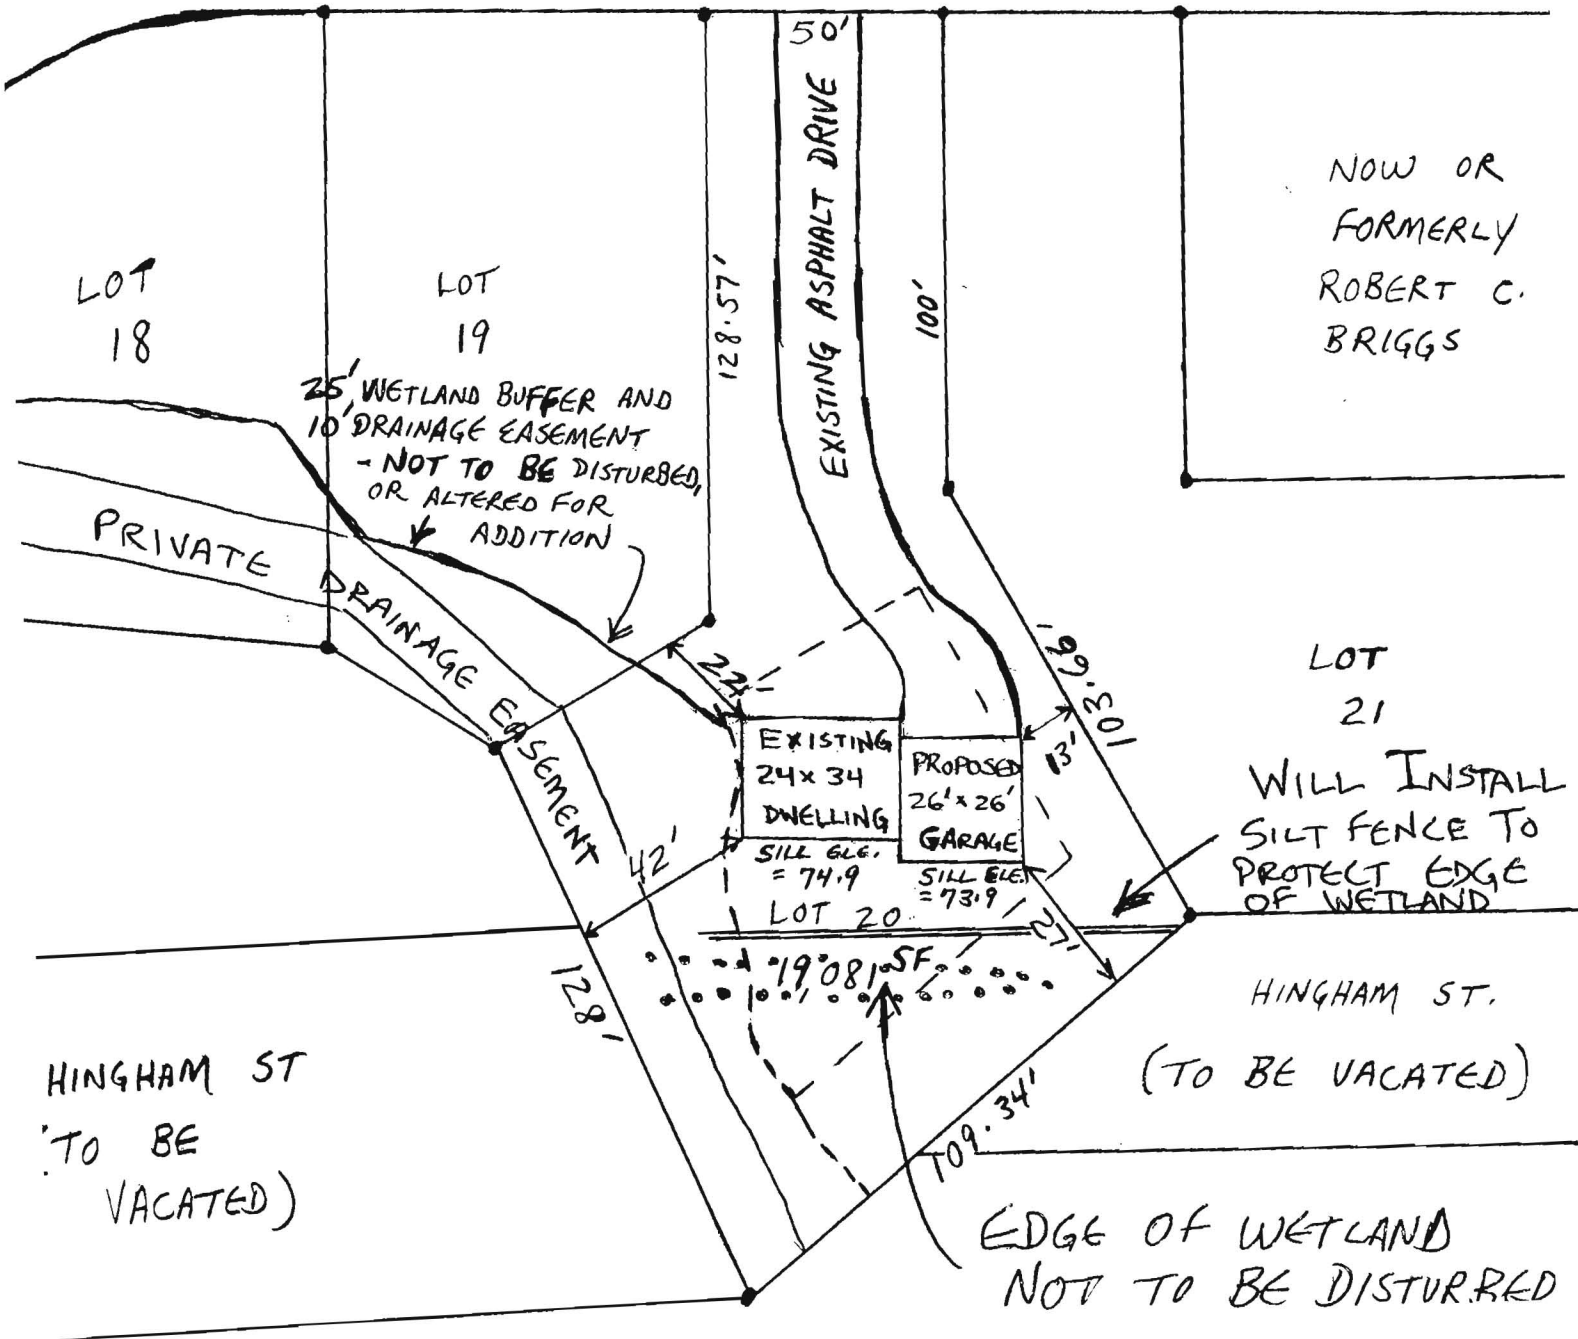 50'
EXISTING ASPHALT DRIVE
NOW OR
FORMERLY
ROBERT C.
BRIGGS
LOT
18
LOT
19
128.57'
100'
25' WETLAND BUFFER AND
10' DRAINAGE EASEMENT
- NOT TO BE DISTURBED,
OR ALTERED FOR
ADDITION
PRIVATE DRAINAGE EASEMENT
22'
103.66'
13'
LOT
21
EXISTING
24x34
DWELLING
PROPOSED
26'x26'
GARAGE
SILL ELE.
= 74.9
SILL ELE.
= 73.9
WILL INSTALL
SILT FENCE TO
PROTECT EDGE
OF WETLAND
42'
LOT 20
27'
19,081 SF.
128'
HINGHAM ST.
(TO BE VACATED)
HINGHAM ST
TO BE
VACATED)
109.34'
EDGE OF WETLAND
NOT TO BE DISTURBED